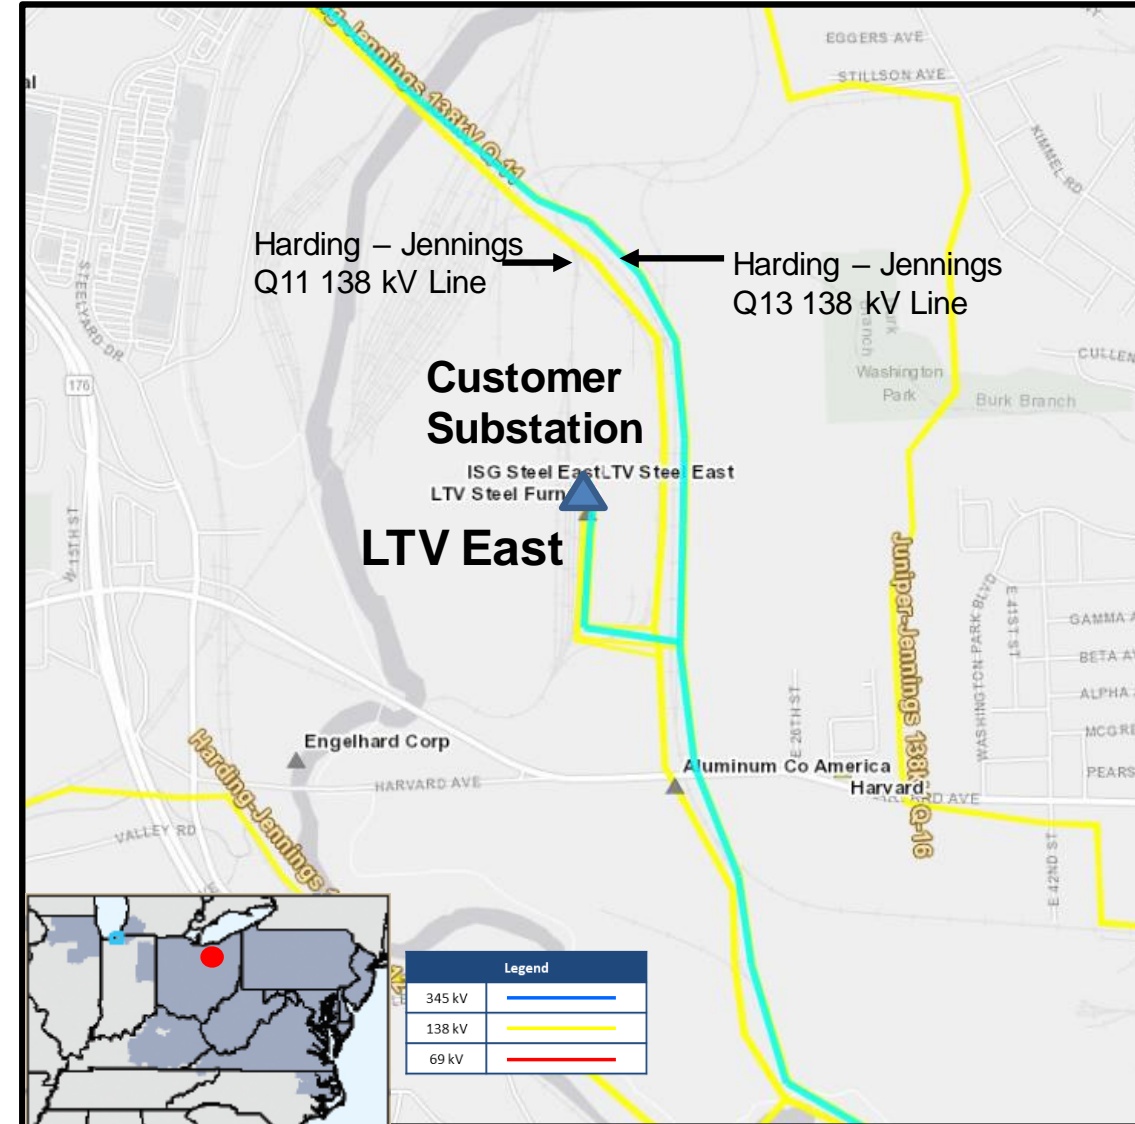 EGGERS AVE
STILLSON AVE
al
KIMMEL RD
Jennings 138kV Q-11
Harding – Jennings
Q11 138 kV Line
Harding – Jennings
Q13 138 kV Line
STEELYARD DR
Branch
Washington
Park
CULLEN
176
Burk Branch
Customer
Substation
ISG Steel East
LTV Steel East
LTV Steel Furn
LTV East
W 15TH ST
Juniper-Jennings 138kV Q-16
WASHINGTON PARK BLVD
E 41ST ST
GAMMA A
BETA AV
ALPHA
MCGRE
PEARS
E 26TH ST
Engelhard Corp
HARVARD AVE
Aluminum Co America
Harvard
VALLEY RD
Harding-Jennings
E 42ND ST
Legend
345 kV
138 kV
69 kV